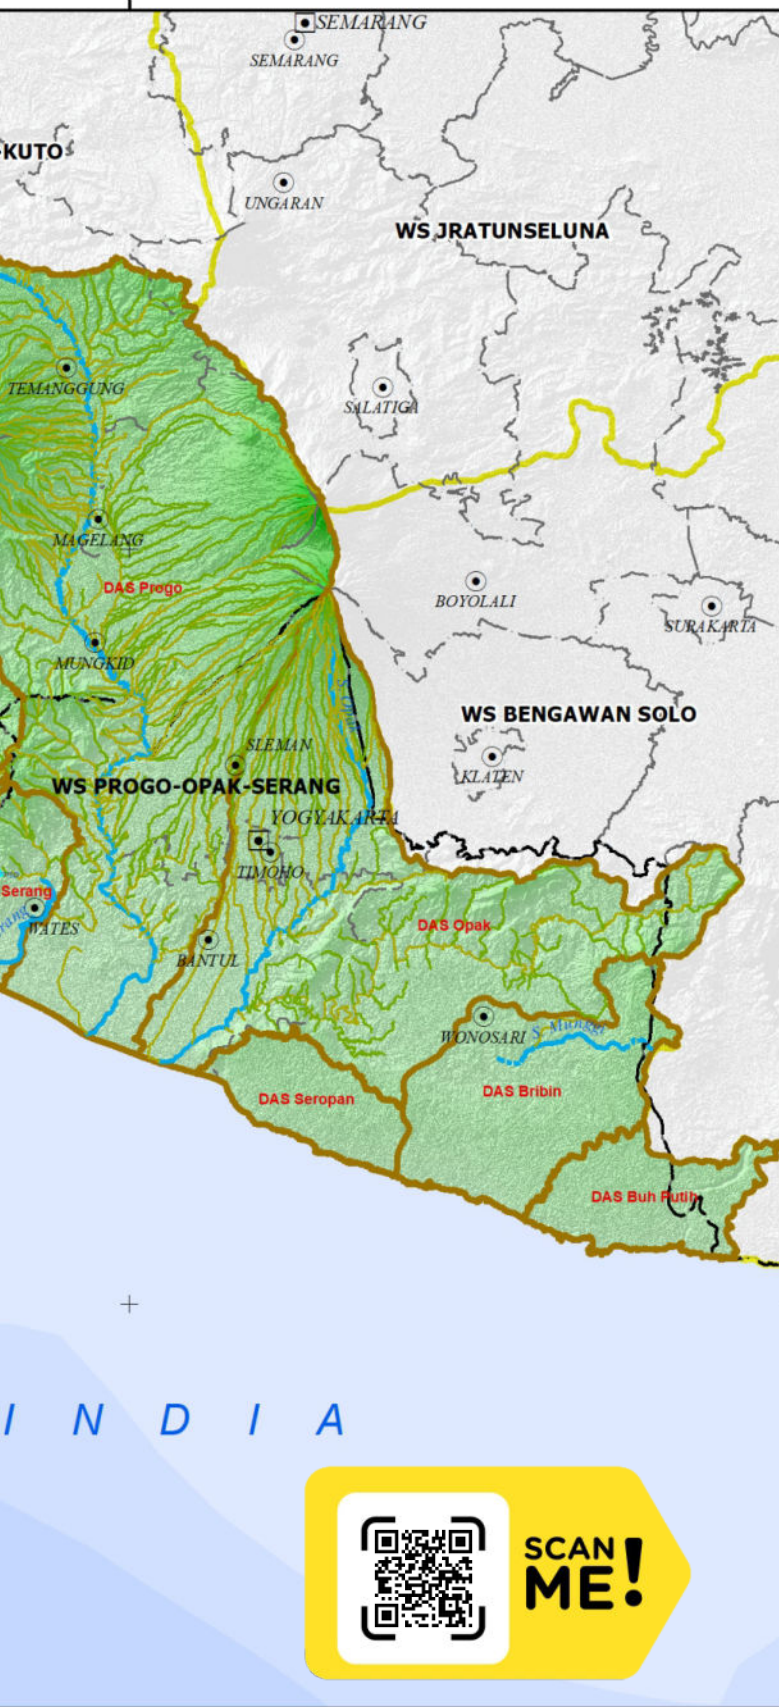 SEMARANG
SEMARANG
-KUTO
UNGARAN
WS JRATUNSELUNA
TEMANGGUNG
SALATIGA
MAGELANG
DAS Progo
BOYOLALI
SURAKARTA
MUNGKID
S. Opak
WS BENGAWAN SOLO
SLEMAN
KLATEN
WS PROGO-OPAK-SERANG
YOGYAKARTA
TIMOHO
Serang
WATES
DAS Opak
BANTUL
WONOSARI
S. Munggi
DAS Bribin
DAS Seropan
DAS Buh Putih
I N D I A
SCAN
ME!